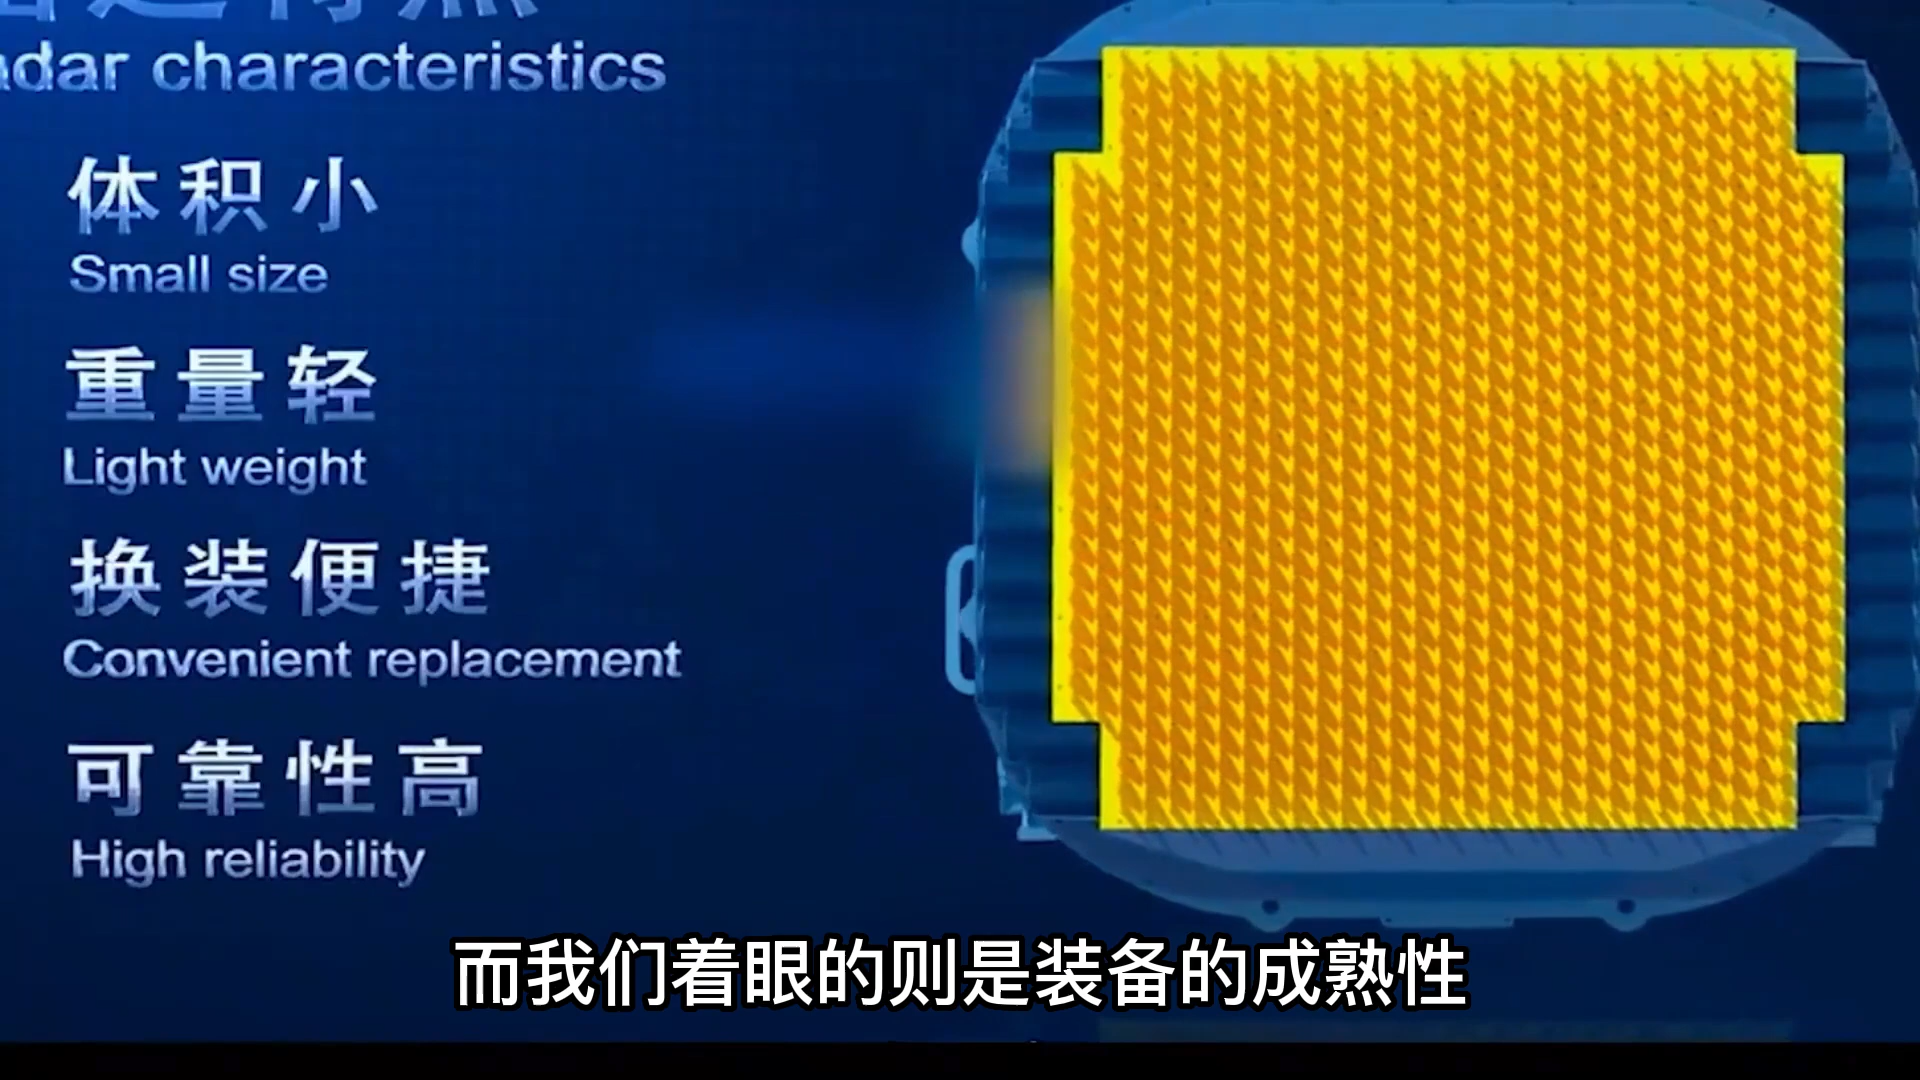 characteristics
体积小
Small size
重量轻
Light weight
换装便捷
Convenient replacement
可靠性高
High reliability
而我们着眼的则是装备的成熟性